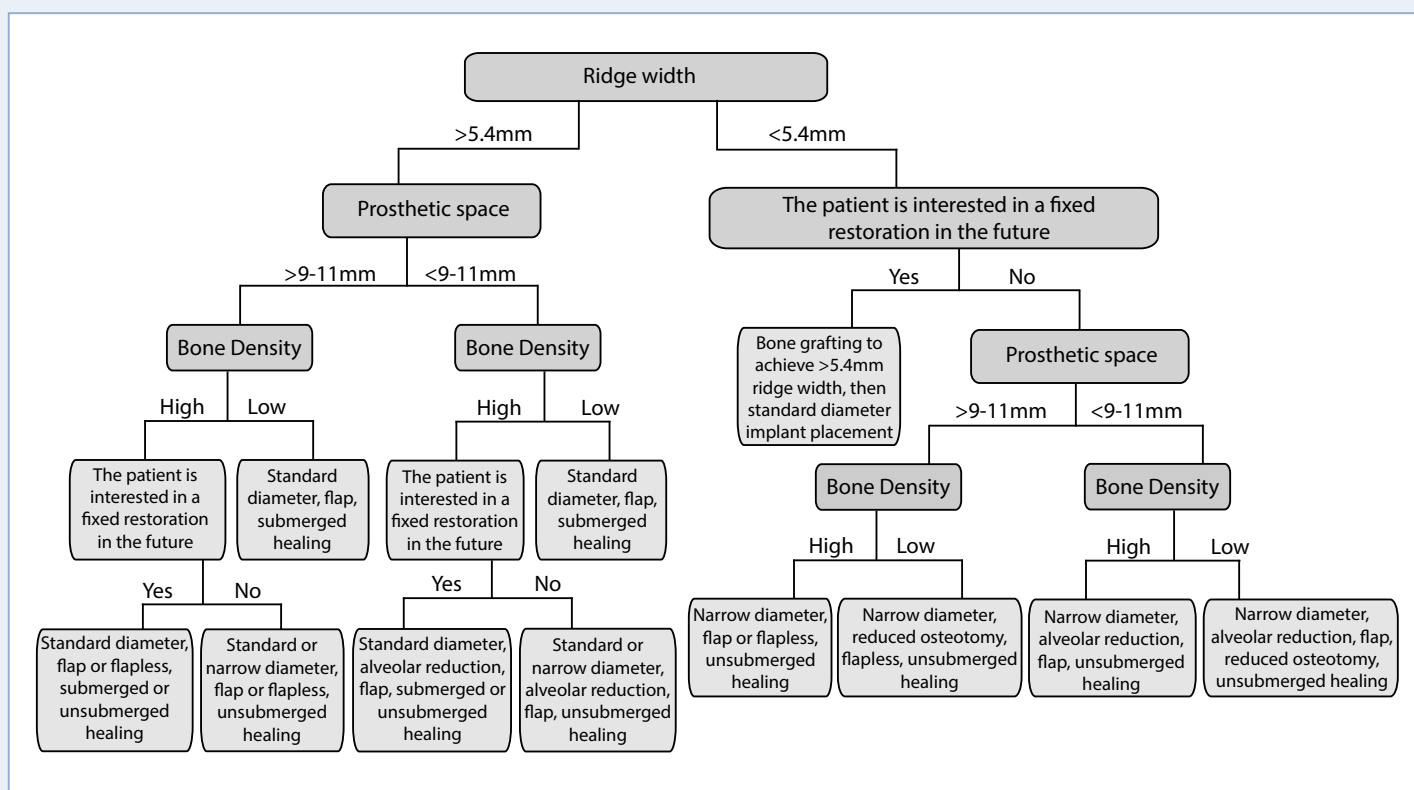 Ridge width
>5.4mm
<5.4mm
Prosthetic space
The patient is interested in a fixed
restoration in the future
>9-11mm
<9-11mm
Yes
No
Bone Density
Bone Density
Bone grafting to
achieve >5.4mm
ridge width, then
standard diameter
implant placement
Prosthetic space
High
Low
High
Low
>9-11mm
<9-11mm
The patient is
interested in a
fixed restoration
in the future
Standard
diameter, flap,
submerged
healing
The patient is
interested in a
fixed restoration
in the future
Standard
diameter, flap,
submerged
healing
Bone Density
Bone Density
High
Low
High
Low
Yes
No
Yes
No
Standard diameter,
flap or flapless,
submerged or
unsubmerged
healing
Standard or
narrow diameter,
flap or flapless,
unsubmerged
healing
Standard diameter,
alveolar reduction,
flap, submerged or
unsubmerged
healing
Standard or
narrow diameter,
alveolar reduction,
flap, unsubmerged
healing
Narrow diameter,
flap or flapless,
unsubmerged
healing
Narrow diameter,
reduced osteotomy,
flapless, unsubmerged
healing
Narrow diameter,
alveolar reduction,
flap, unsubmerged
healing
Narrow diameter,
alveolar reduction, flap,
reduced osteotomy,
unsubmerged healing